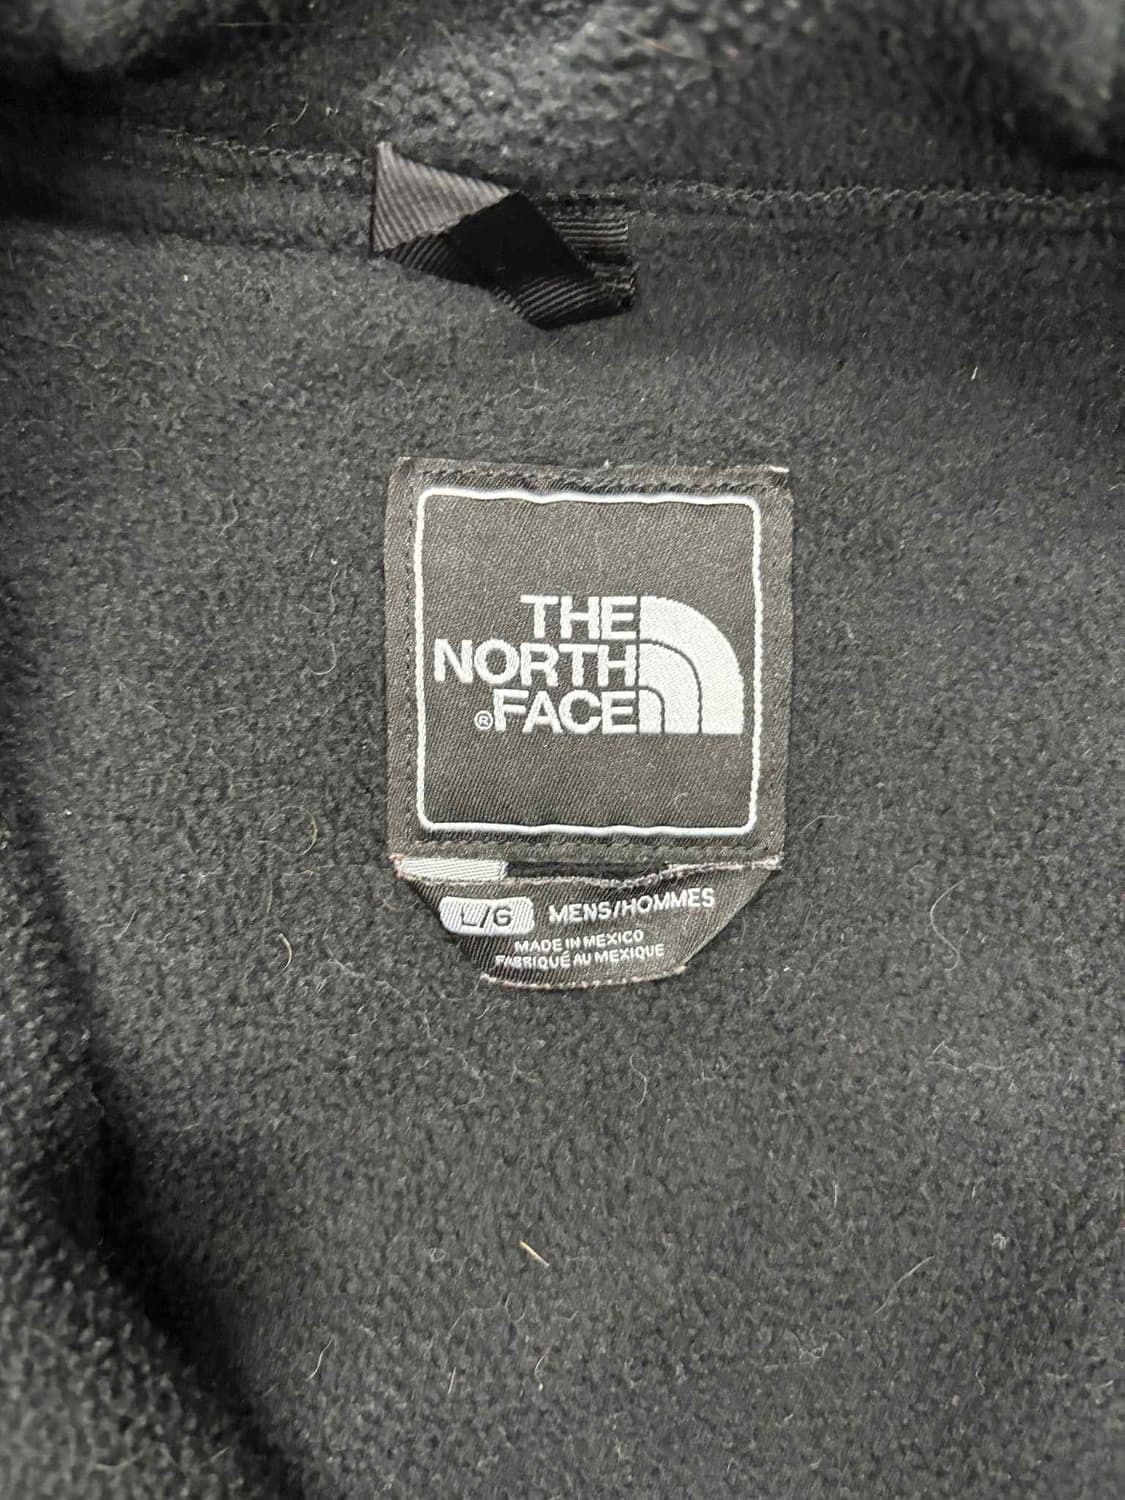 THE
NORTH
®FACE
L/G MENS/HOMMES
MADE IN MEXICO
FABRIQUÉ AU MEXIQUE